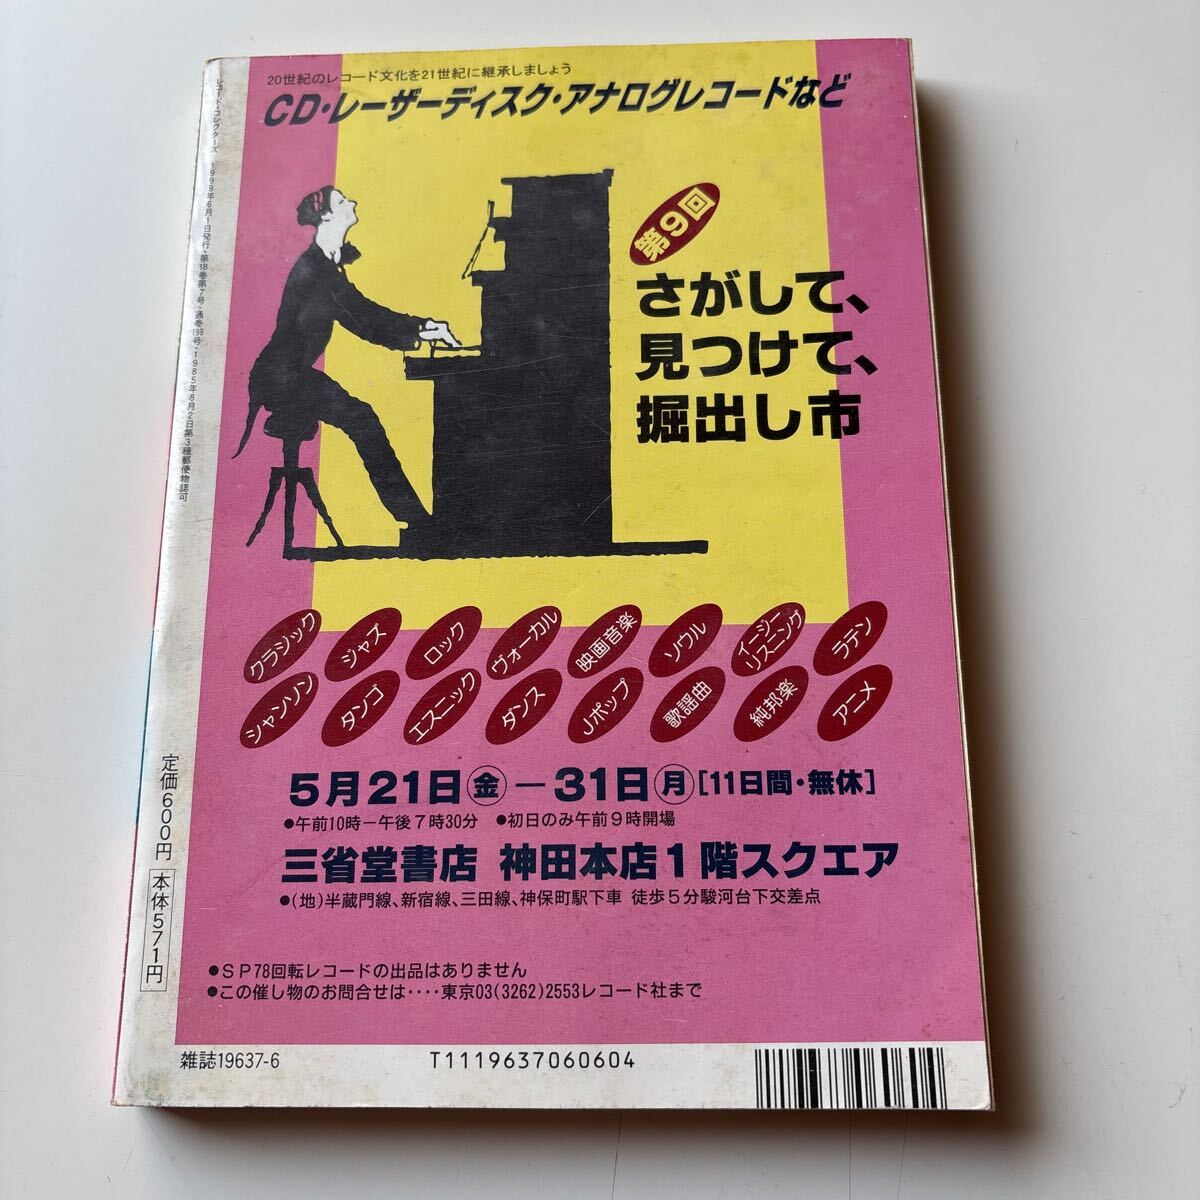 20世紀のレコード文化を21世紀に継承しましょう
CD・レーザーディスク・アナログレコードなど
第9回
さがして、
見つけて、
掘出し市
クラシック
ジャズ
ロック
ヴォーカル
映画音楽
ソウル
イージー
リスニング
ラテン
シャンソン
タンゴ
エスニック
ダンス
Jポップ
歌謡曲
純邦楽
アニメ
5月21日㊎―31日㊊[11日間・無休]
●午前10時―午後7時30分 ●初日のみ午前9時開場
三省堂書店 神田本店1階スクエア
●(地)半蔵門線、新宿線、三田線、神保町駅下車 徒歩5分駿河台下交差点
●SP78回転レコードの出品はありません
●この催し物のお問合せは‥‥東京03(3262)2553レコード社まで
レコード・コレクターズ 1999年6月1日発行・第18巻第7号・通巻199号・1985年8月2日第3種郵便物認可
定価600円 本体571円
雑誌19637-6
T1119637060604